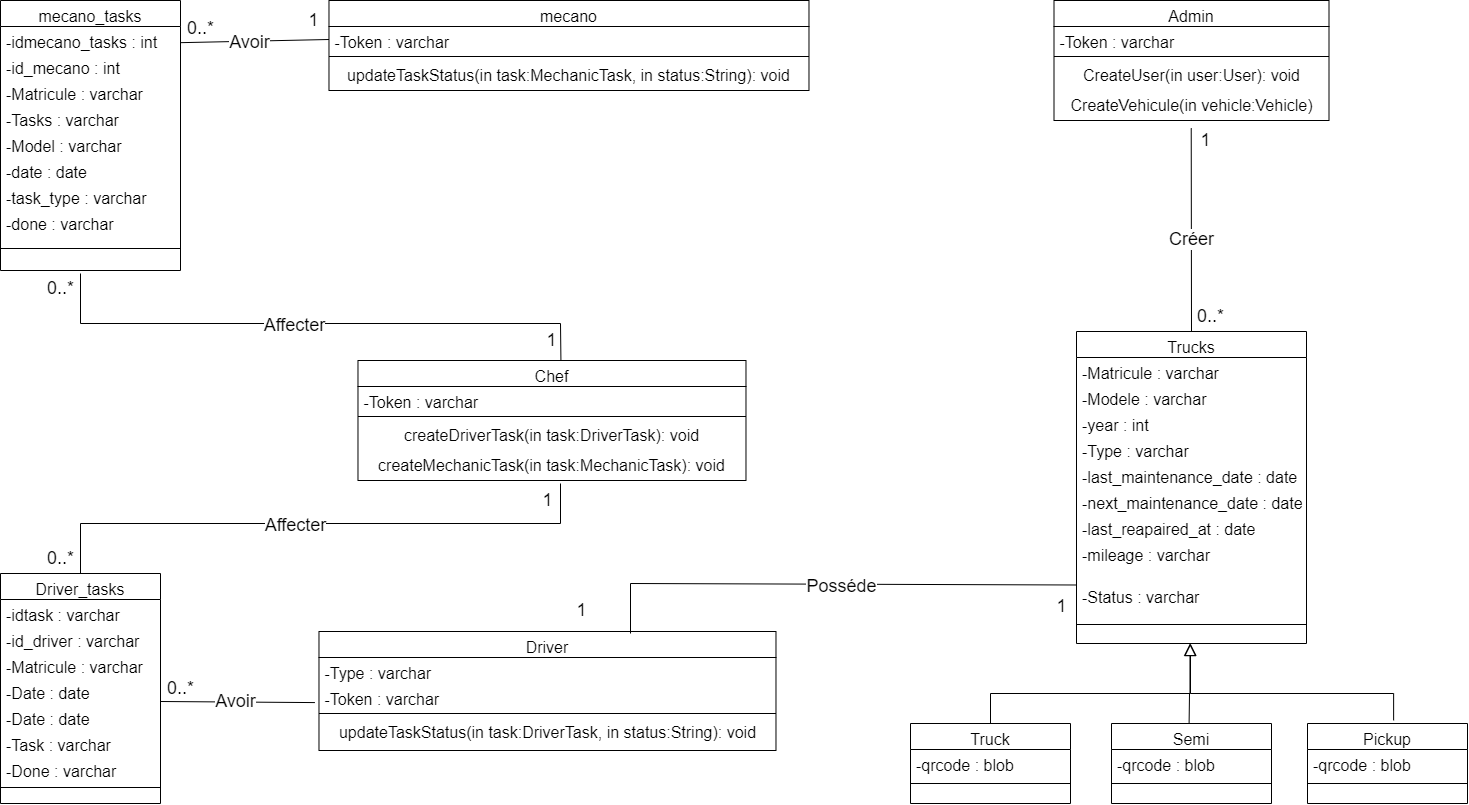 mecano_tasks
-idmecano_tasks : int
-id_mecano : int
-Matricule : varchar
-Tasks : varchar
-Model : varchar
-date : date
-task_type : varchar
-done : varchar
0..*
Avoir
1
mecano
-Token : varchar
updateTaskStatus(in task:MechanicTask, in status:String): void
Admin
-Token : varchar
CreateUser(in user:User): void
CreateVehicule(in vehicle:Vehicle)
1
Créer
0..*
0..*
Affecter
1
Chef
-Token : varchar
createDriverTask(in task:DriverTask): void
createMechanicTask(in task:MechanicTask): void
1
Affecter
0..*
Trucks
-Matricule : varchar
-Modele : varchar
-year : int
-Type : varchar
-last_maintenance_date : date
-next_maintenance_date : date
-last_reapaired_at : date
-mileage : varchar
-Status : varchar
Driver_tasks
-idtask : varchar
-id_driver : varchar
-Matricule : varchar
-Date : date
-Date : date
-Task : varchar
-Done : varchar
0..*
Avoir
1
Posséde
1
Driver
-Type : varchar
-Token : varchar
updateTaskStatus(in task:DriverTask, in status:String): void
Truck
-qrcode : blob
Semi
-qrcode : blob
Pickup
-qrcode : blob